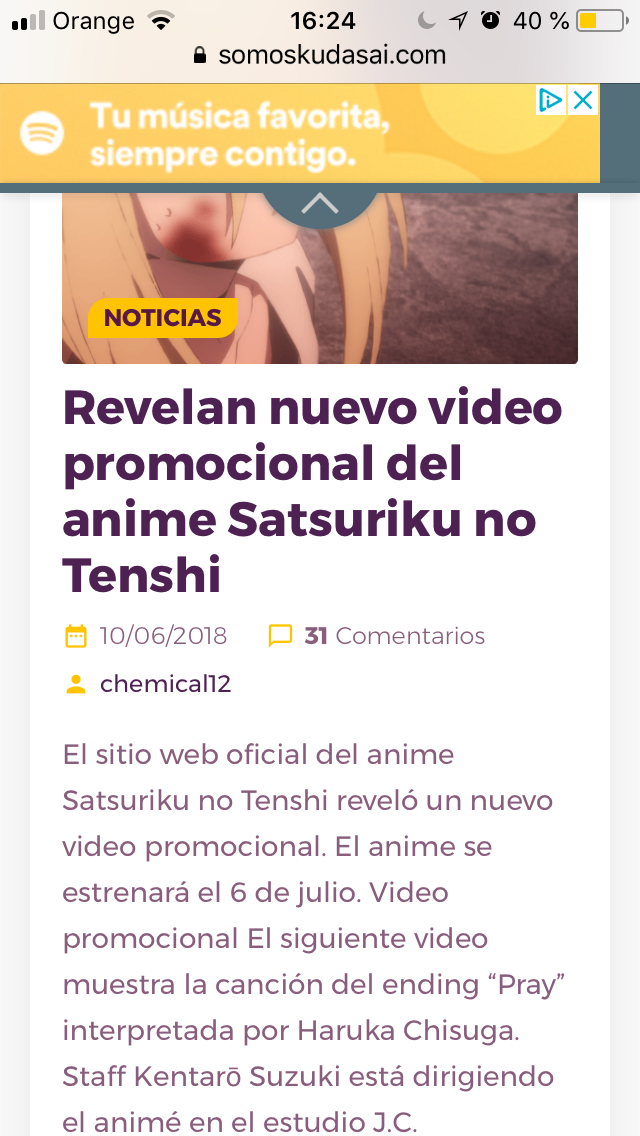 Orange 16:24 40 %
somoskudasai.com
Tu música favorita,
siempre contigo.
NOTICIAS
Revelan nuevo video
promocional del
anime Satsuriku no
Tenshi
10/06/2018 31 Comentarios
chemical12
El sitio web oficial del anime
Satsuriku no Tenshi reveló un nuevo
video promocional. El anime se
estrenará el 6 de julio. Video
promocional El siguiente video
muestra la canción del ending “Pray”
interpretada por Haruka Chisuga.
Staff Kentarō Suzuki está dirigiendo
el animé en el estudio J.C.